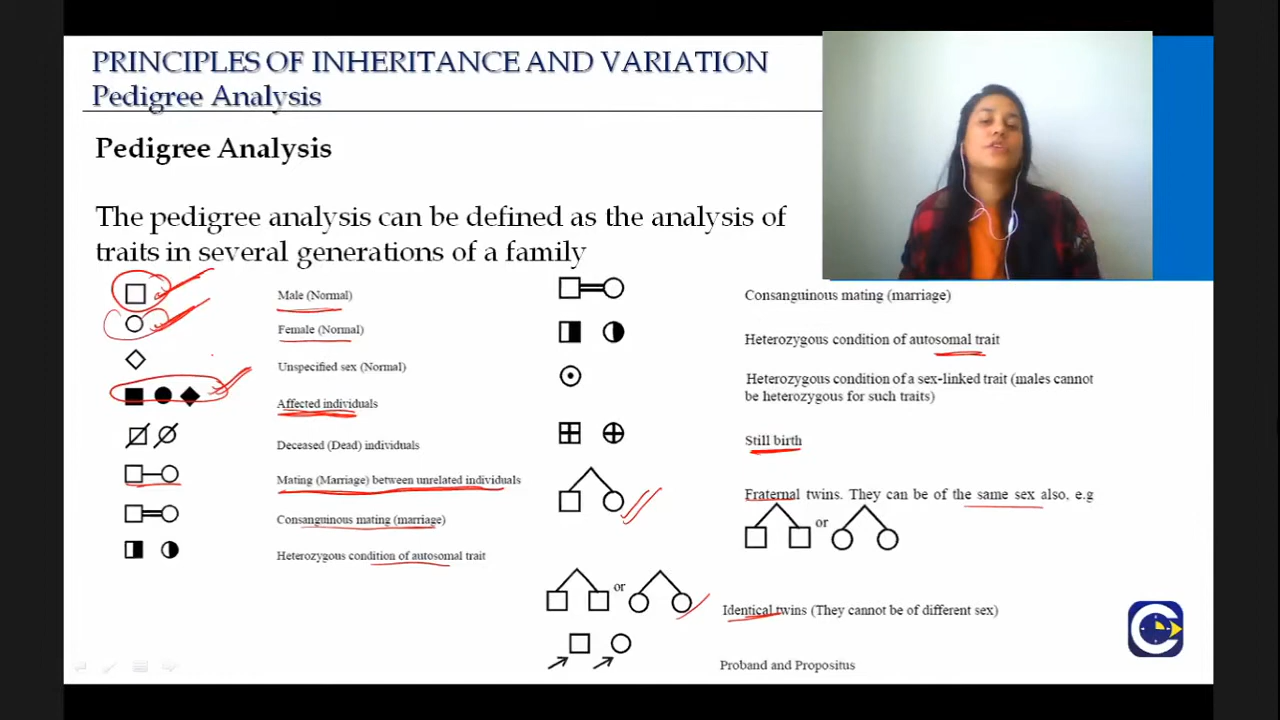 PRINCIPLES OF INHERITANCE AND VARIATION
Pedigree Analysis
Pedigree Analysis
The pedigree analysis can be defined as the analysis of
traits in several generations of a family
Male (Normal)
Female (Normal)
Unspecified sex (Normal)
Affected individuals
Deceased (Dead) individuals
Mating (Marriage) between unrelated individuals
Consanguinous mating (marriage)
Heterozygous condition of autosomal trait
Consanguinous mating (marriage)
Heterozygous condition of autosomal trait
Heterozygous condition of a sex-linked trait (males cannot
be heterozygous for such traits)
Still birth
Fraternal twins. They can be of the same sex also, e.g
or
or
Identical twins (They cannot be of different sex)
Proband and Propositus